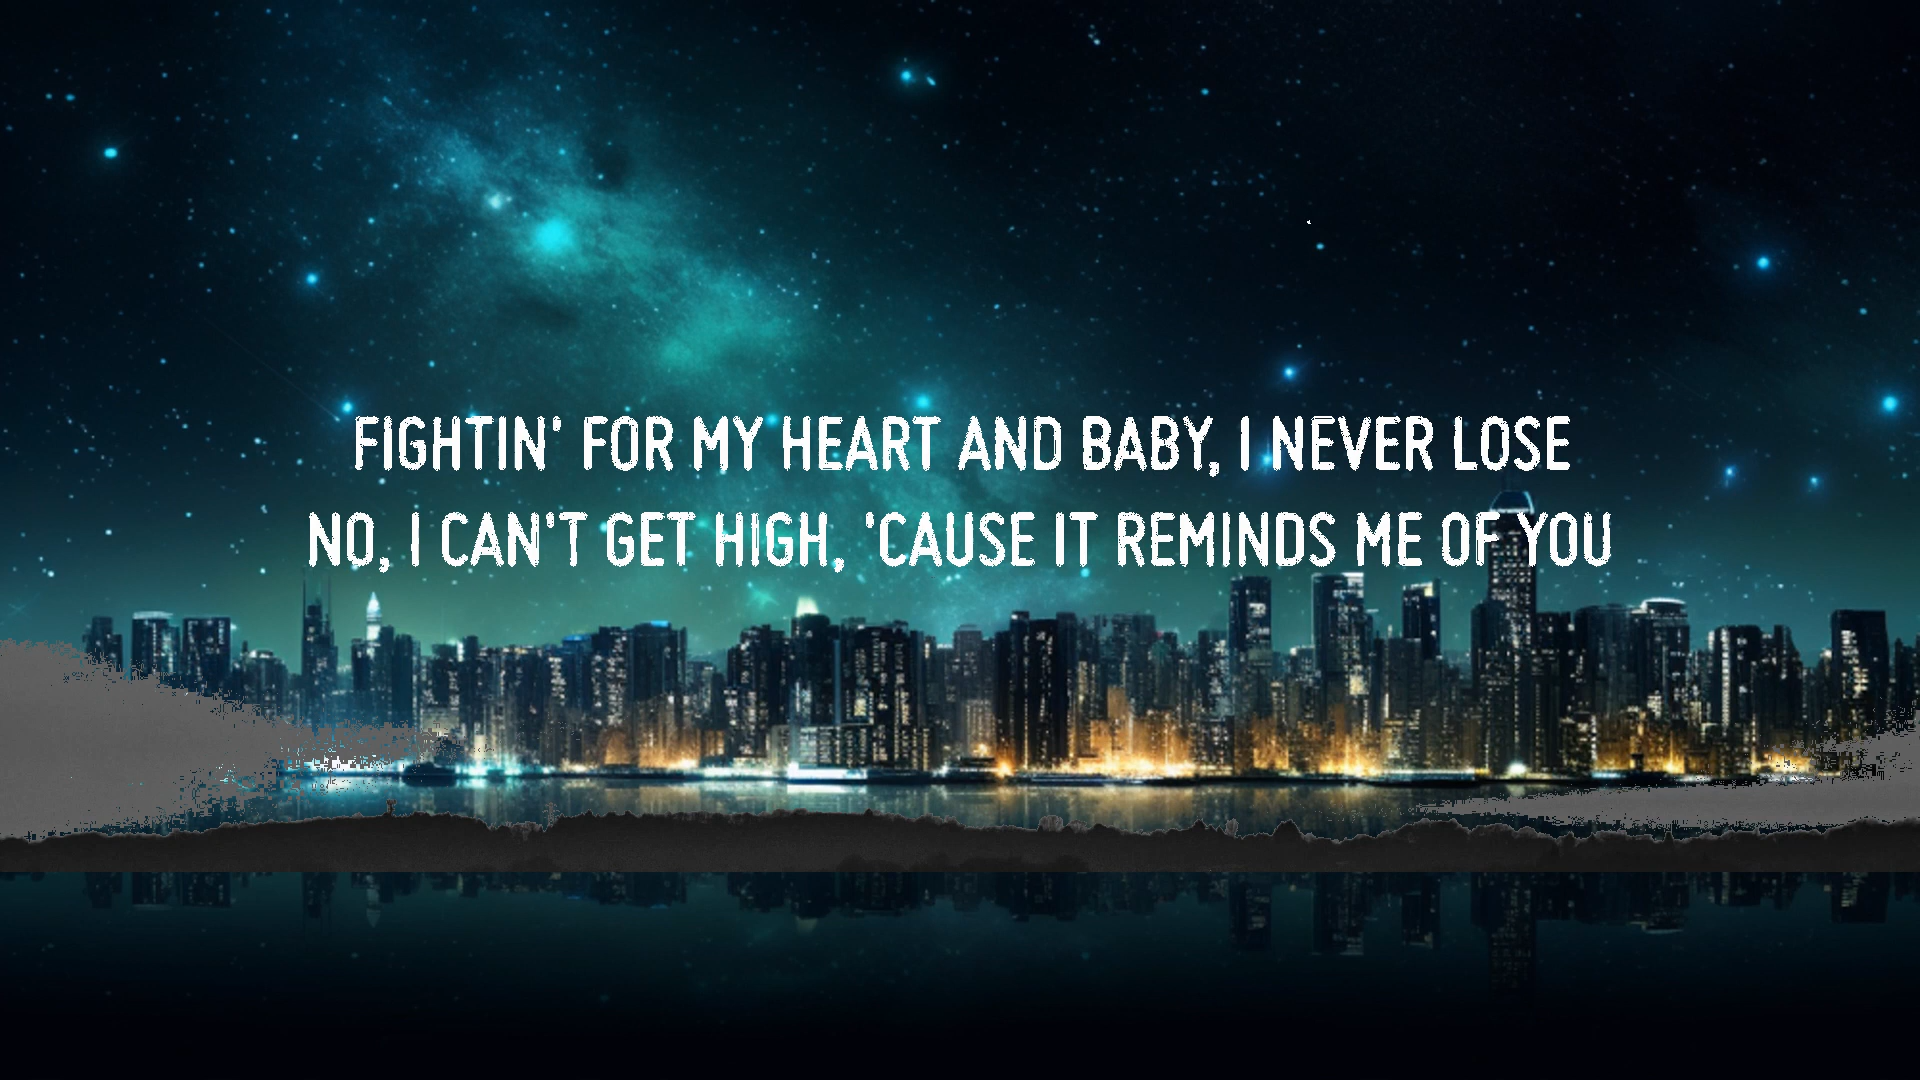 FIGHTIN' FOR MY HEART AND BABY, I NEVER LOSE
NO, I CAN'T GET HIGH, 'CAUSE IT REMINDS ME OF YOU